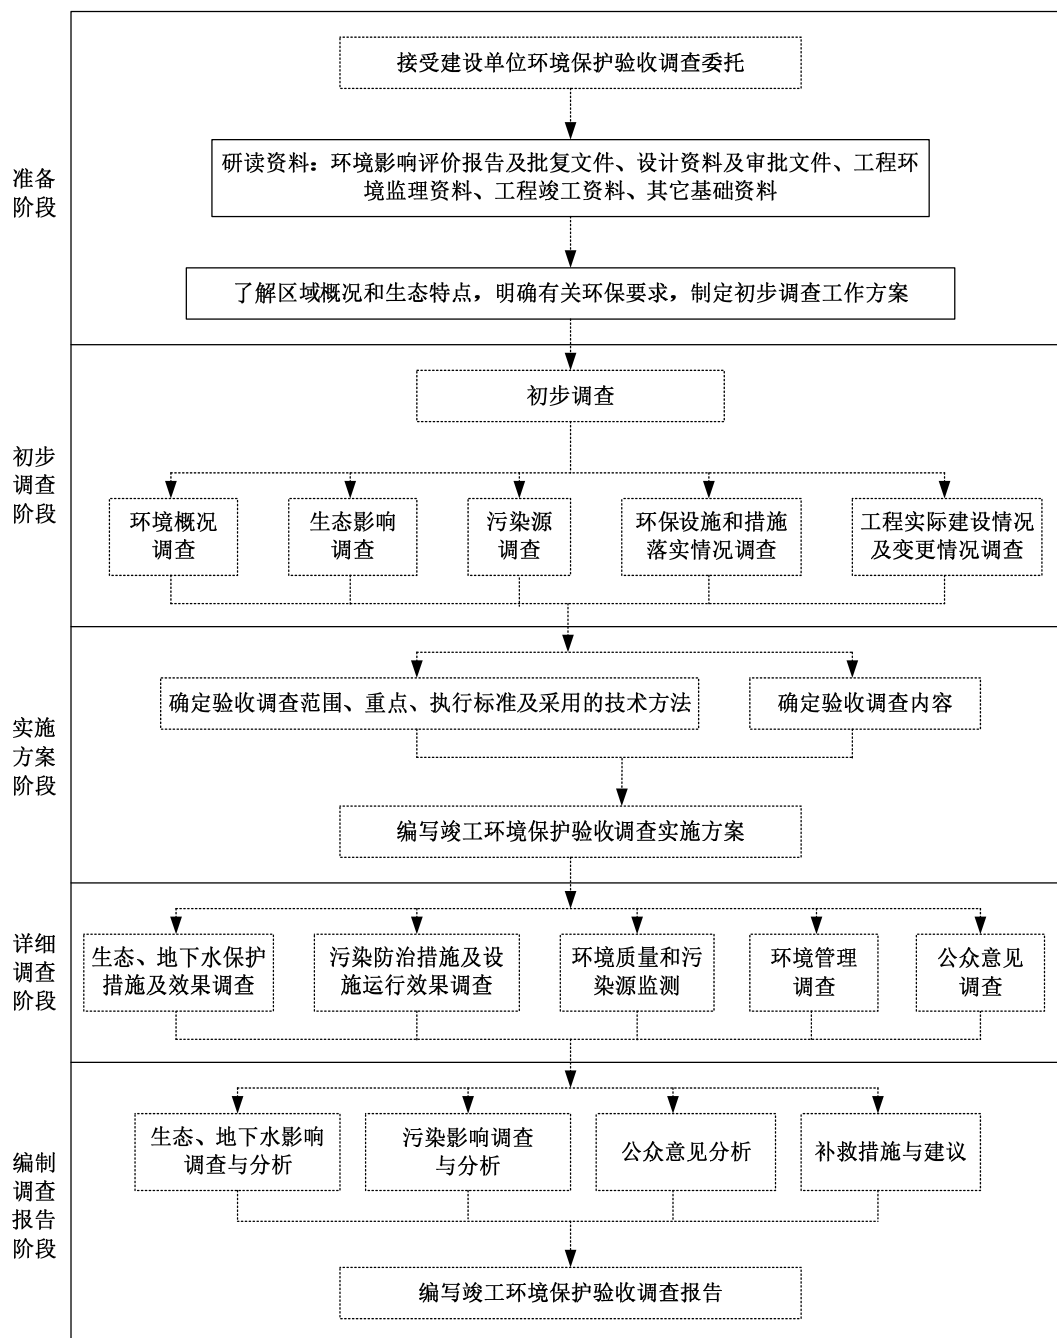 接受建设单位环境保护验收调查委托
准备
阶段
研读资料：环境影响评价报告及批复文件、设计资料及审批文件、工程环
境监理资料、工程竣工资料、其它基础资料
了解区域概况和生态特点，明确有关环保要求，制定初步调查工作方案
初步
调查
阶段
初步调查
环境概况
调查
生态影响
调查
污染源
调查
环保设施和措施
落实情况调查
工程实际建设情况
及变更情况调查
实施
方案
阶段
确定验收调查范围、重点、执行标准及采用的技术方法
确定验收调查内容
编写竣工环境保护验收调查实施方案
详细
调查
阶段
生态、地下水保护
措施及效果调查
污染防治措施及设
施运行效果调查
环境质量和污
染源监测
环境管理
调查
公众意见
调查
编制
调查
报告
阶段
生态、地下水影响
调查与分析
污染影响调查
与分析
公众意见分析
补救措施与建议
编写竣工环境保护验收调查报告